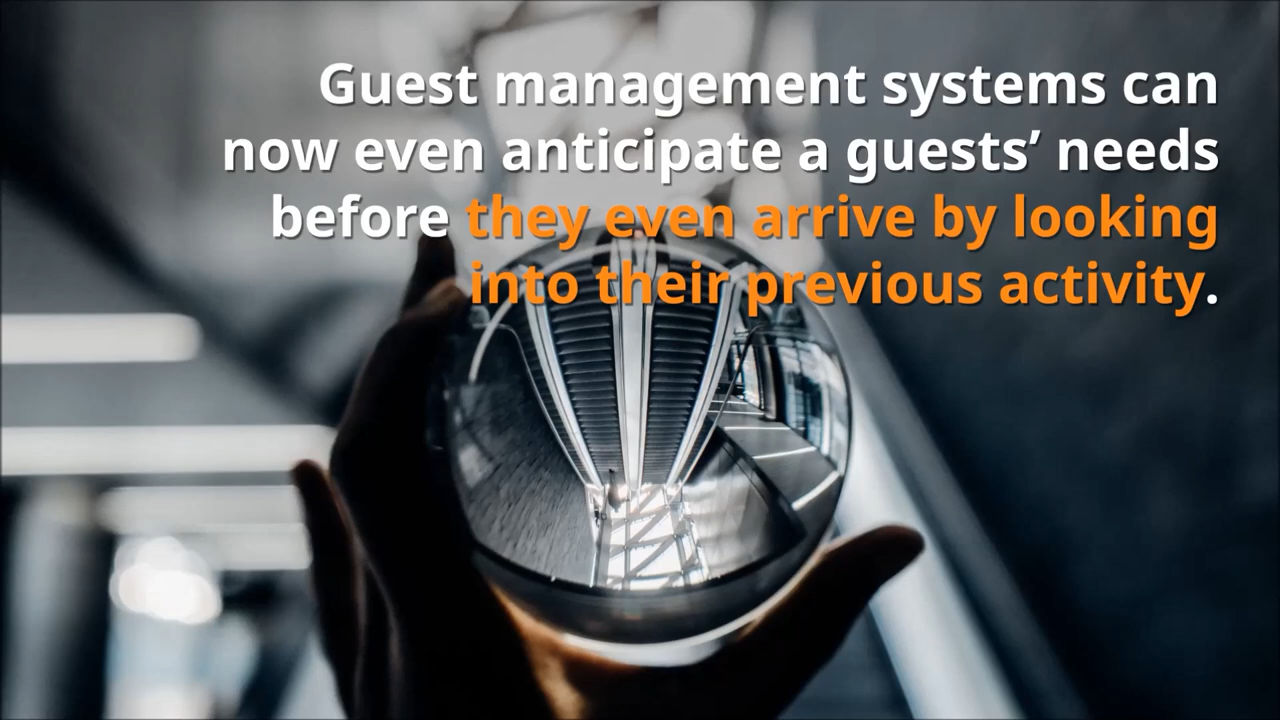 Guest management systems can
now even anticipate a guests’ needs
before they even arrive by looking
into their previous activity.